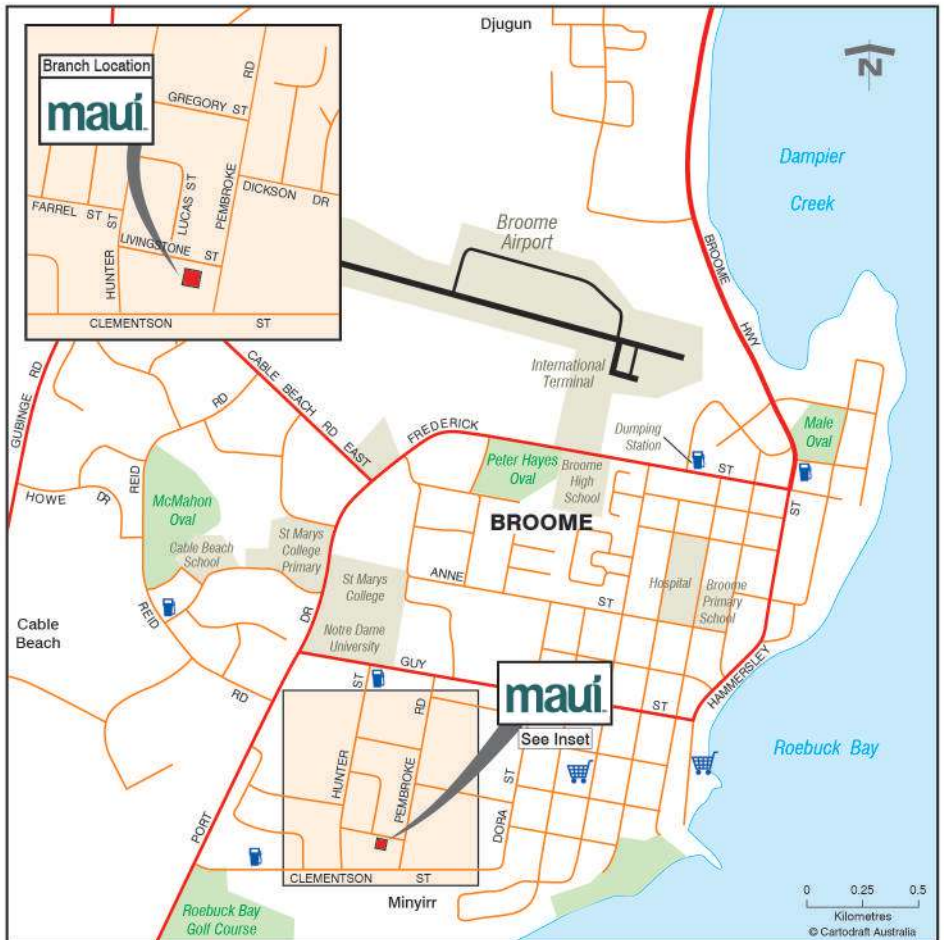 Djugun
Branch Location
maui
N
GREGORY ST
RD
PEMBROKE
LUCAS ST
DICKSON DR
FARREL ST
ST
HUNTER
LIVINGSTONE ST
CLEMENTSON ST
Dampier
Creek
Broome
Airport
BROOME
HWY
International
Terminal
GUBINGE RD
CABLE BEACH
RD
EAST
RD
REID
FREDERICK
ST
Dumping
Station
Male
Oval
Peter Hayes
Oval
Broome
High
School
HOWE DR
McMahon
Oval
BROOME
ST
Cable Beach
School
St Marys
College
Primary
ANNE
ST
Hospital
Broome
Primary
School
St Marys
College
Notre Dame
University
DR
REID
RD
Cable
Beach
GUY
ST
HAMMERSLEY
maui
See Inset
ST
HUNTER
RD
PEMBROKE
ST
DORA
Roebuck Bay
PORT
CLEMENTSON ST
Minyirr
Roebuck Bay
Golf Course
0 0.25 0.5
Kilometres
© Cartodraft Australia